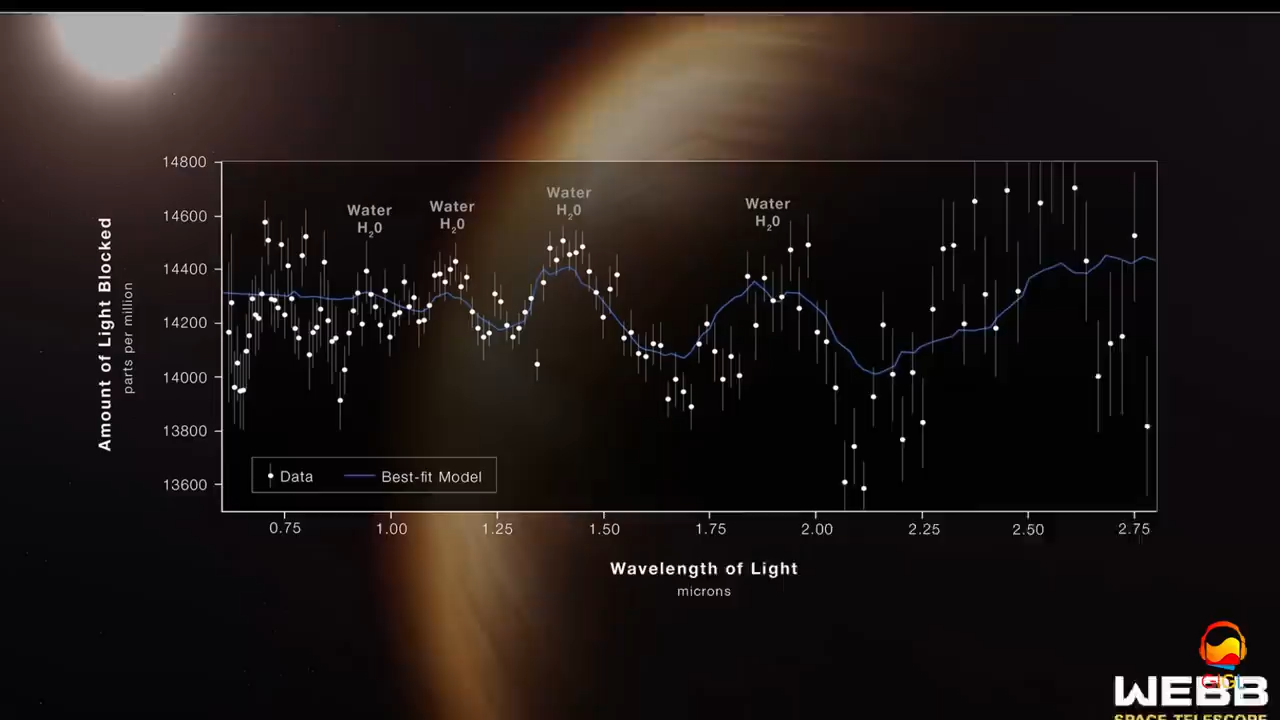 14800
14600
14400
14200
14000
13800
13600
Amount of Light Blocked
parts per million
Water
H₂0
Water
H₂0
Water
H₂0
Water
H₂0
Data
Best-fit Model
0.75
1.00
1.25
1.50
1.75
2.00
2.25
2.50
2.75
Wavelength of Light
microns
WEBB
SPACE TELESCOPE